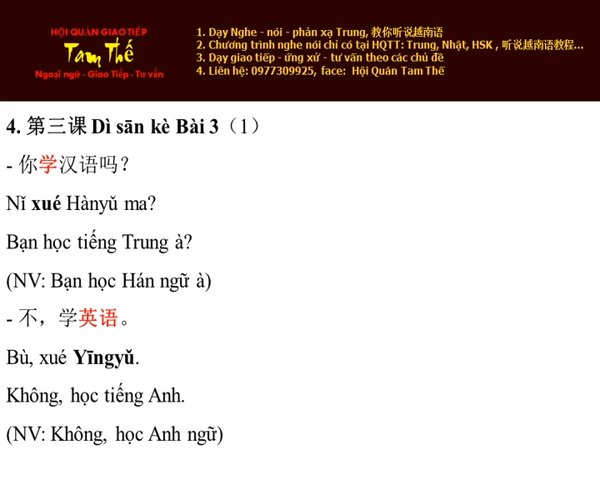 HỘI QUÁN GIAO TIẾP
Tam Thế
Ngoại ngữ - Giao Tiếp - Tư vấn
1. Dạy Nghe - nói - phản xạ Trung, 教你听说越南语
2. Chương trình nghe nói chỉ có tại HQTT: Trung, Nhật, HSK , 听说越南语教程...
3. Dạy giao tiếp - ứng xử - tư vấn theo các chủ đề
4. Liên hệ: 0977309925, face: Hội Quán Tam Thế
4. 第三课 Dì sān kè Bài 3（1）
- 你学汉语吗?
Nǐ xué Hànyǔ ma?
Bạn học tiếng Trung à?
(NV: Bạn học Hán ngữ à)
- 不，学英语。
Bù, xué Yīngyǔ.
Không, học tiếng Anh.
(NV: Không, học Anh ngữ)